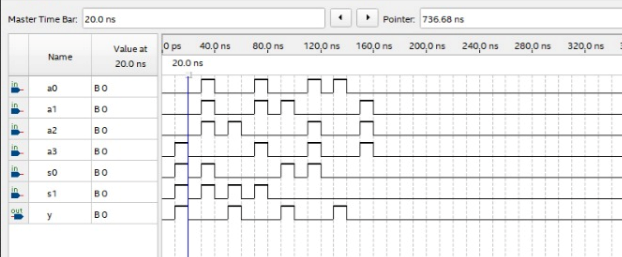 Master Time Bar: 20.0 ns Pointer: 736.68 ns
Name Value at 20.0 ns 0 ps 40.0 ns 80.0 ns 120.0 ns 160.0 ns 200.0 ns 240.0 ns 280.0 ns 320.0 ns
20.0 ns
in a0 B 0
in a1 B 0
in a2 B 0
in a3 B 0
in s0 B 0
in s1 B 0
out y B 0